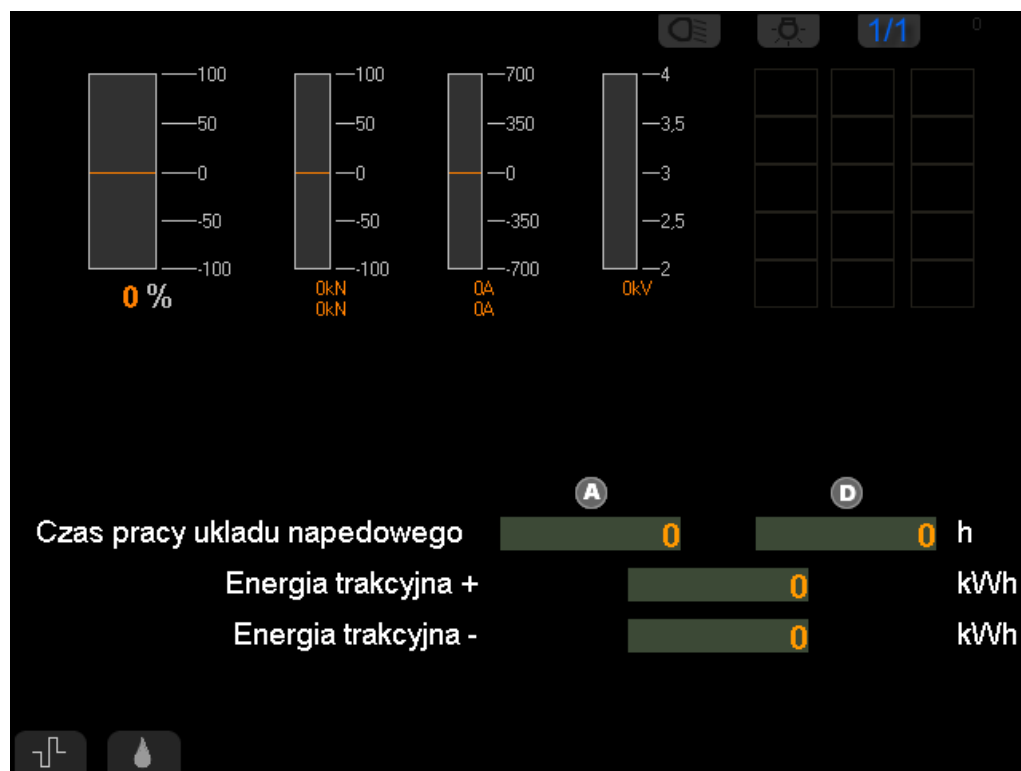 1/1 0
100 100 700 4
50 50 350 3,5
0 0 0 3
-50 -50 -350 2,5
-100 -100 -700 2
0 % 0kN 0A 0kV
0kN 0A
A D
Czas pracy ukladu napedowego 0 0 h
Energia trakcyjna + 0 kWh
Energia trakcyjna - 0 kWh